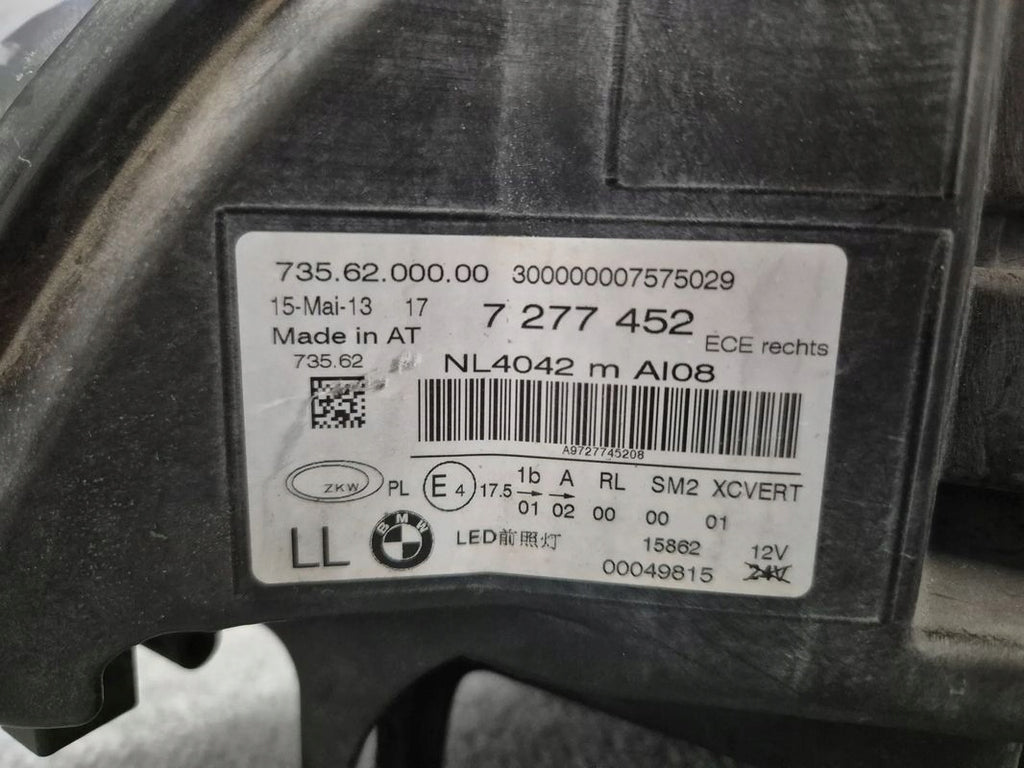 735.62.000.00 300000007575029
15-Mai-13 17 7 277 452
Made in AT ECE rechts
735.62 NL4042 m AI08
A9727745208
ZKW PL E4 17.5 1b A RL SM2 XCVERT
01 02 00 00 01
LL BMW LED前照灯 15862 12V
00049815 24V